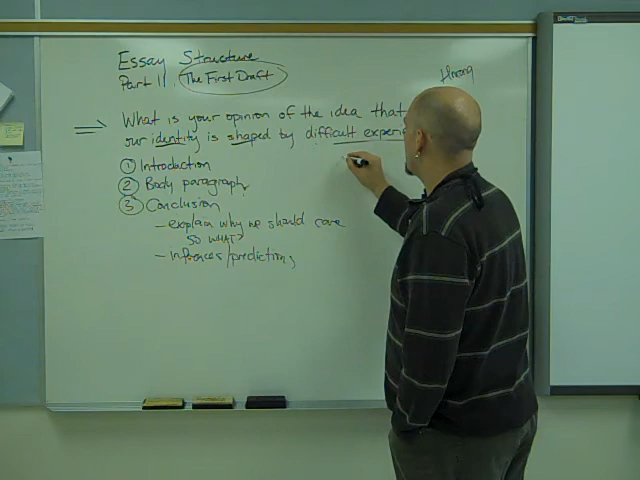 Essay Structure
Part II The First Draft
What is your opinion of the idea that
our identity is shaped by difficult experi
① Introduction
② Body paragraphs
③ Conclusion
- explain why we should care
SO WHAT?
- inferences/predictions